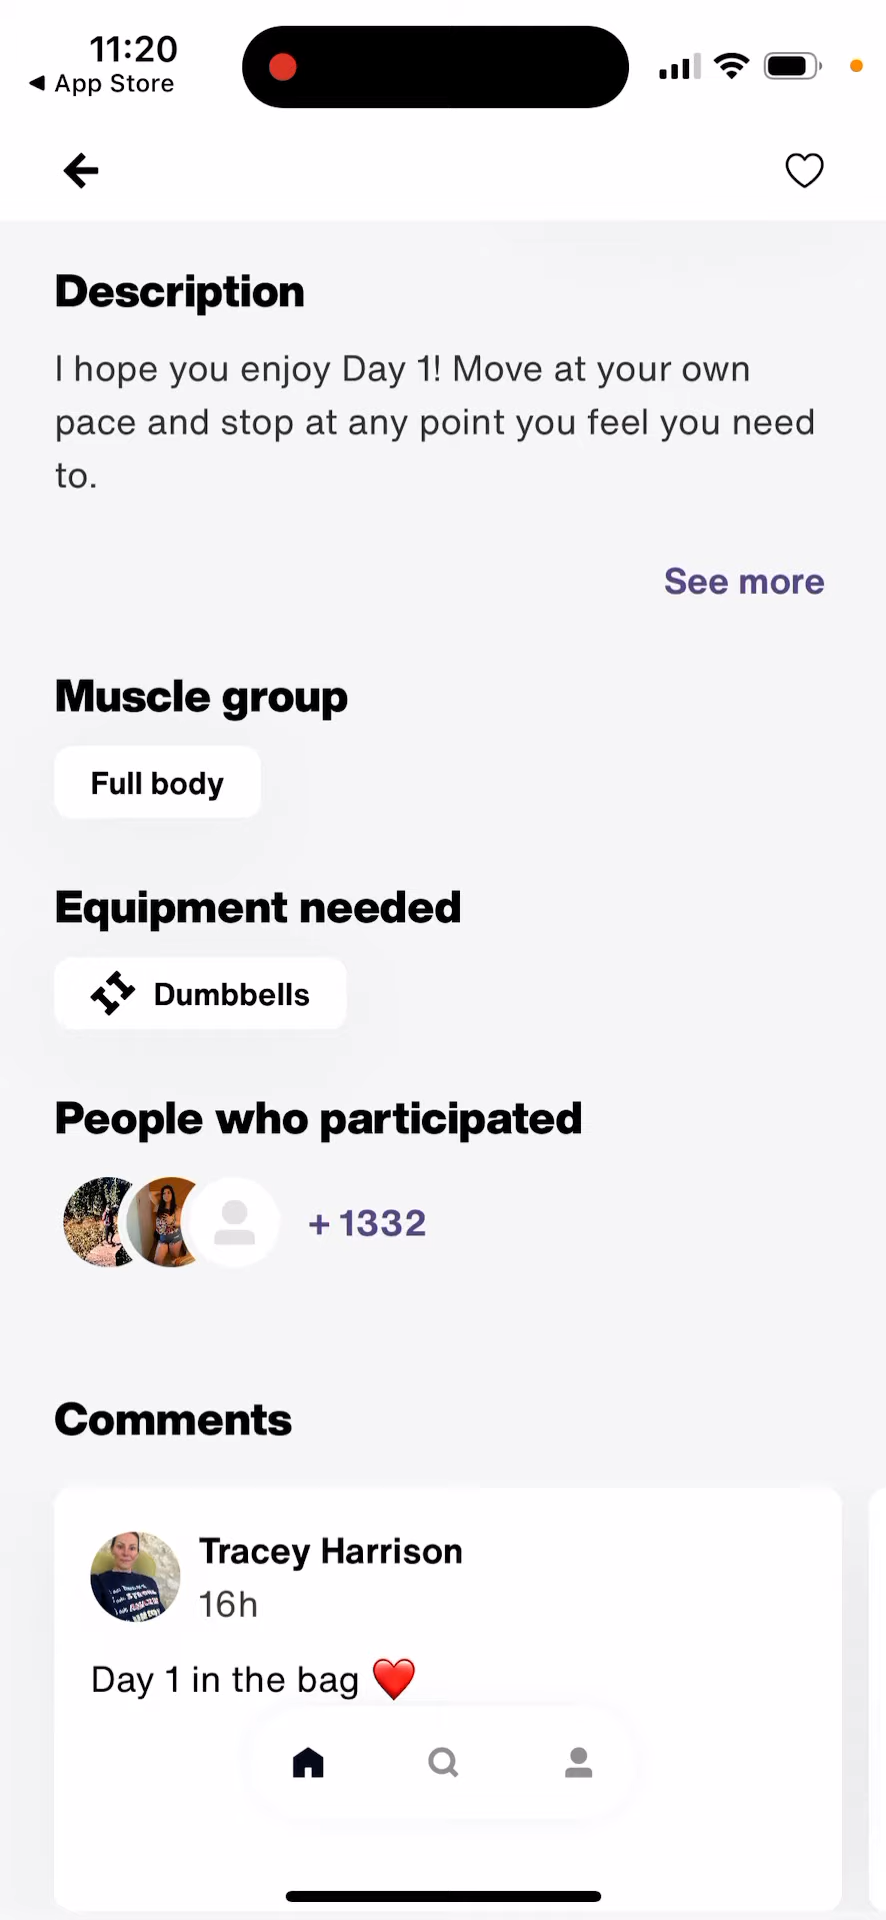 11:20
App Store
Description
I hope you enjoy Day 1! Move at your own
pace and stop at any point you feel you need
to.
See more
Muscle group
Full body
Equipment needed
Dumbbells
People who participated
+ 1332
Comments
Tracey Harrison
16h
Day 1 in the bag ❤️